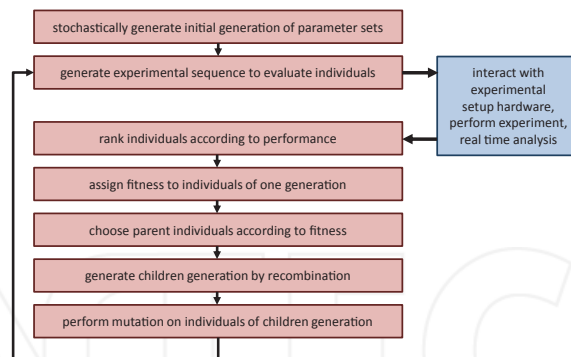 stochastically generate initial generation of parameter sets
generate experimental sequence to evaluate individuals
interact with
experimental
setup hardware,
perform experiment,
real time analysis
rank individuals according to performance
assign fitness to individuals of one generation
choose parent individuals according to fitness
generate children generation by recombination
perform mutation on individuals of children generation